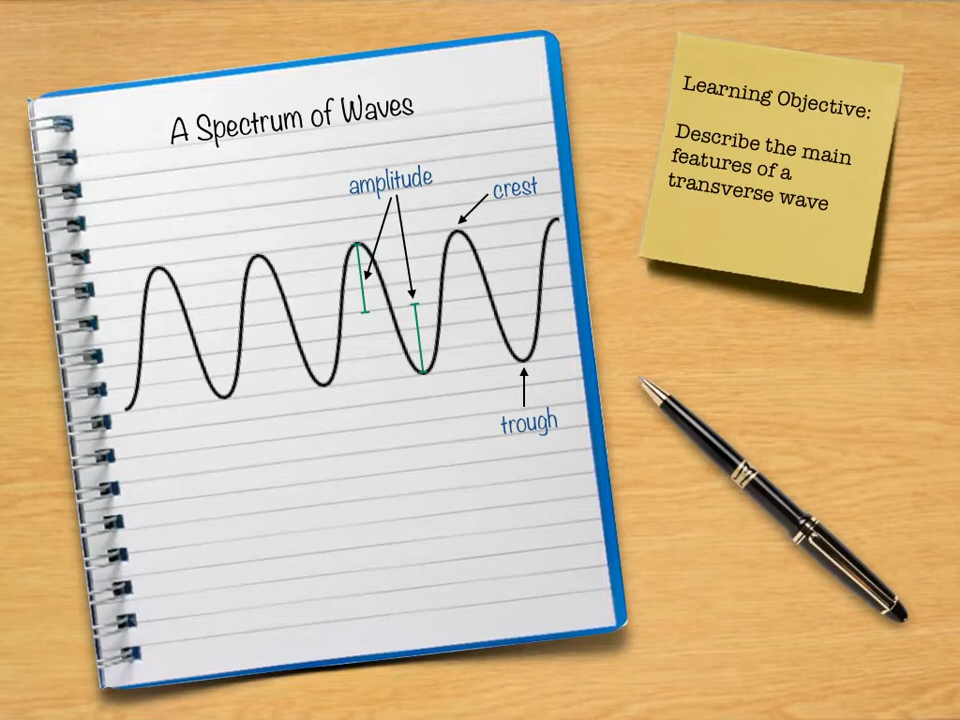 A Spectrum of Waves
amplitude
crest
trough
Learning Objective:
Describe the main
features of a
transverse wave